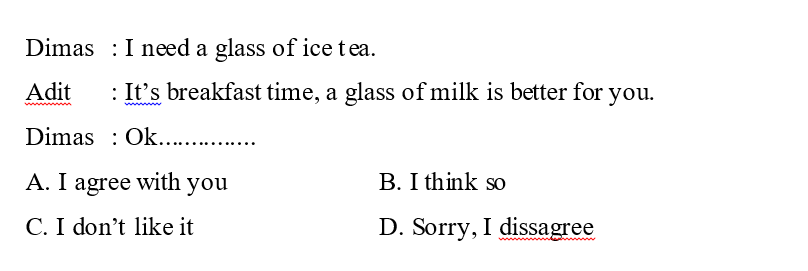 Dimas : I need a glass of ice tea.
Adit : It’s breakfast time, a glass of milk is better for you.
Dimas : Ok...............
A. I agree with you B. I think so
C. I don’t like it D. Sorry, I dissagree